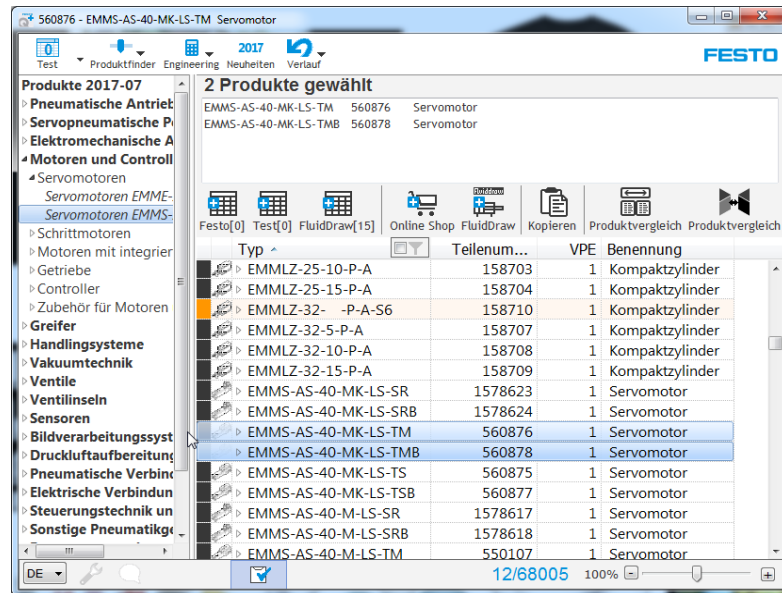 560876 - EMMS-AS-40-MK-LS-TM Servomotor
0
Test
Produktfinder
Engineering
2017
Neuheiten
Verlauf
FESTO
Produkte 2017-07
Pneumatische Antrieb
Servopneumatische P
Elektromechanische A
Motoren und Controll
Servomotoren
Servomotoren EMME-
Servomotoren EMMS-
Schrittmotoren
Motoren mit integrier
Getriebe
Controller
Zubehör für Motoren
Greifer
Handlingsysteme
Vakuumtechnik
Ventile
Ventilinseln
Sensoren
Bildverarbeitungssyst
Druckluftaufbereitung
Pneumatische Verbind
Elektrische Verbindun
Steuerungstechnik un
Sonstige Pneumatikge
2 Produkte gewählt
EMMS-AS-40-MK-LS-TM 560876 Servomotor
EMMS-AS-40-MK-LS-TMB 560878 Servomotor
Fluiddraw
Festo[0] Test[0] FluidDraw[15] Online Shop FluidDraw Kopieren Produktvergleich Produktvergleich
Typ Teilenum... VPE Benennung
EMMLZ-25-10-P-A 158703 1 Kompaktzylinder
EMMLZ-25-15-P-A 158704 1 Kompaktzylinder
EMMLZ-32- -P-A-S6 158710 1 Kompaktzylinder
EMMLZ-32-5-P-A 158707 1 Kompaktzylinder
EMMLZ-32-10-P-A 158708 1 Kompaktzylinder
EMMLZ-32-15-P-A 158709 1 Kompaktzylinder
EMMS-AS-40-MK-LS-SR 1578623 1 Servomotor
EMMS-AS-40-MK-LS-SRB 1578624 1 Servomotor
EMMS-AS-40-MK-LS-TM 560876 1 Servomotor
EMMS-AS-40-MK-LS-TMB 560878 1 Servomotor
EMMS-AS-40-MK-LS-TS 560875 1 Servomotor
EMMS-AS-40-MK-LS-TSB 560877 1 Servomotor
EMMS-AS-40-M-LS-SR 1578617 1 Servomotor
EMMS-AS-40-M-LS-SRB 1578618 1 Servomotor
EMMS-AS-40-M-LS-TM 550107 1 Servomotor
DE
12/68005 100%